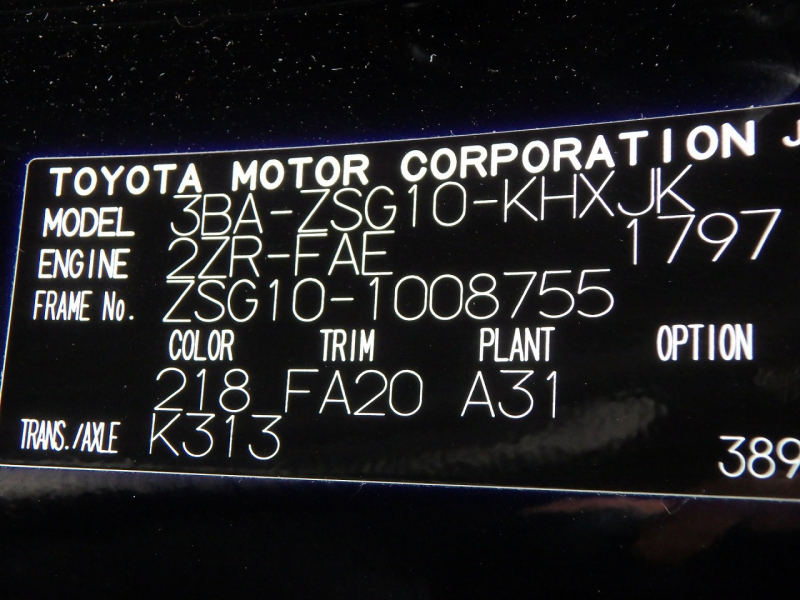 TOYOTA MOTOR CORPORATION J
MODEL 3BA-ZSG10-KHXJK
ENGINE 2ZR-FAE 1797
FRAME No. ZSG10-1008755
COLOR TRIM PLANT OPTION
218 FA20 A31
TRANS./AXLE K313
389